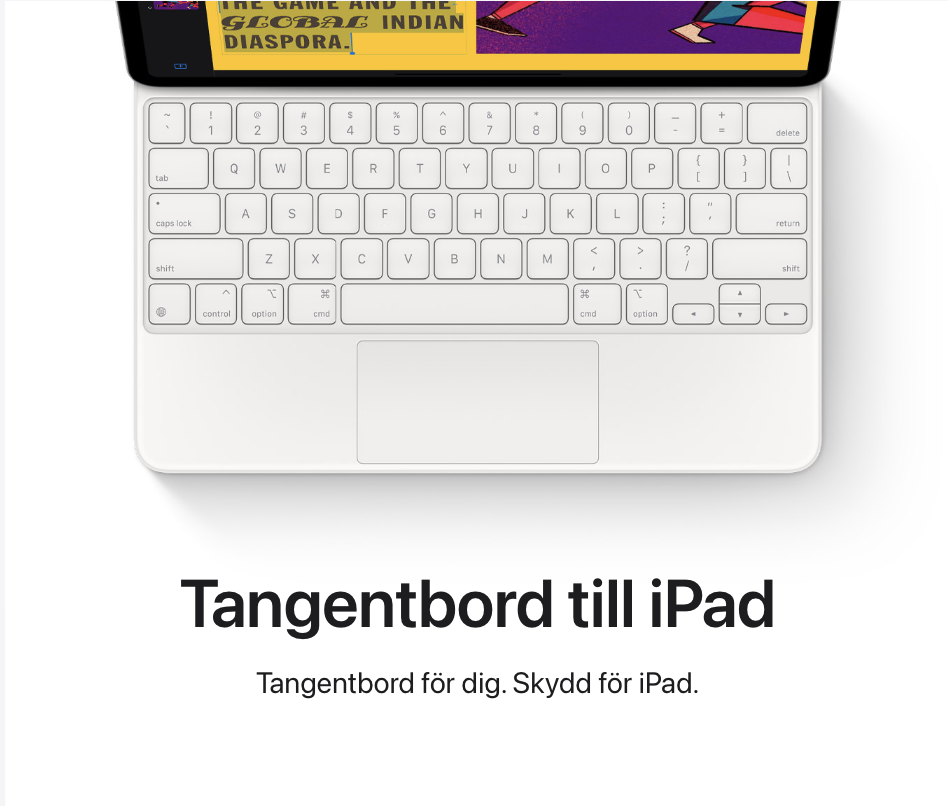 THE GAME AND THE
GLOBAL INDIAN
DIASPORA.
~ ! @ # $ % ^ & * ( ) _ +
` 1 2 3 4 5 6 7 8 9 0 - = delete
tab Q W E R T Y U I O P { [ } ] | \
caps lock A S D F G H J K L : ; " ' return
shift Z X C V B N M < , > . ? / shift
control option cmd cmd option
Tangentbord till iPad
Tangentbord för dig. Skydd för iPad.